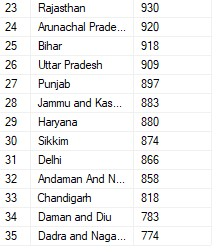 23 Rajasthan 930
24 Arunachal Prade... 920
25 Bihar 918
26 Uttar Pradesh 909
27 Punjab 897
28 Jammu and Kas... 883
29 Haryana 880
30 Sikkim 874
31 Delhi 866
32 Andaman And N... 858
33 Chandigarh 818
34 Daman and Diu 783
35 Dadra and Naga... 774